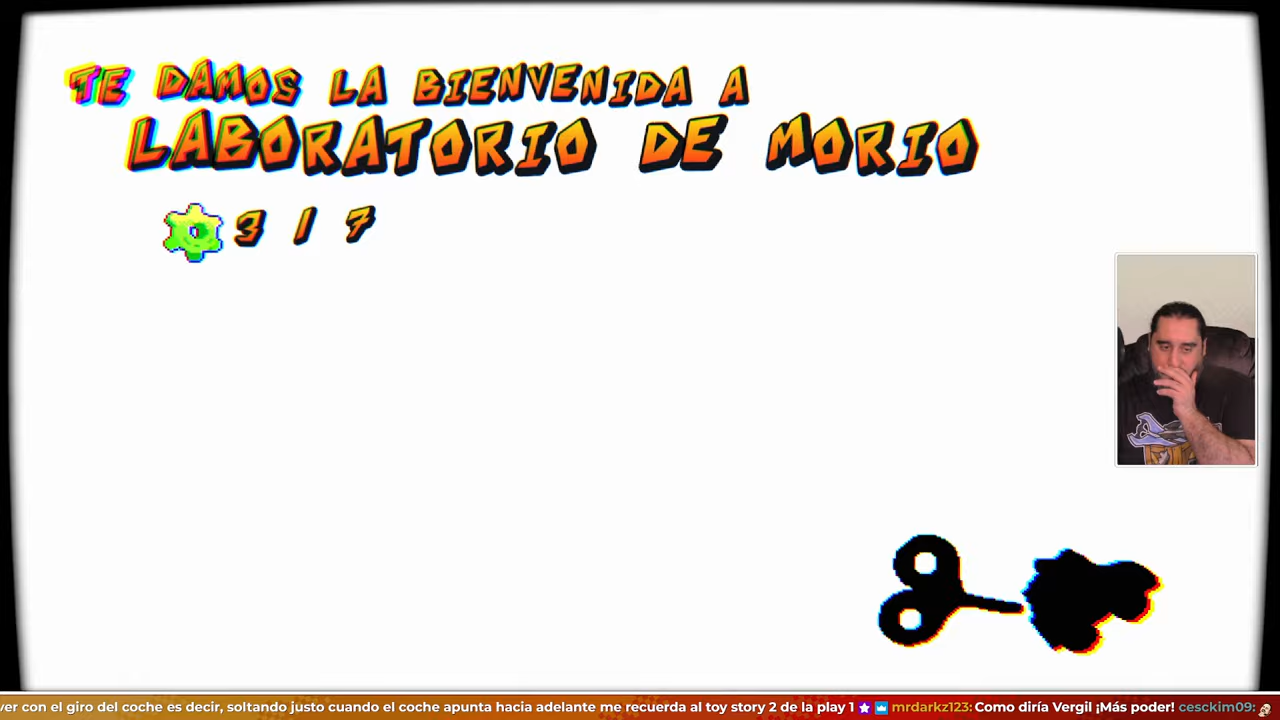 TE DAMOS LA BIENVENIDA A
LABORATORIO DE MORIO
3 / 7
ver con el giro del coche es decir, soltando justo cuando el coche apunta hacia adelante me recuerda al toy story 2 de la play 1 mrdarkz123: Como diría Vergil ¡Más poder! cesckim09: